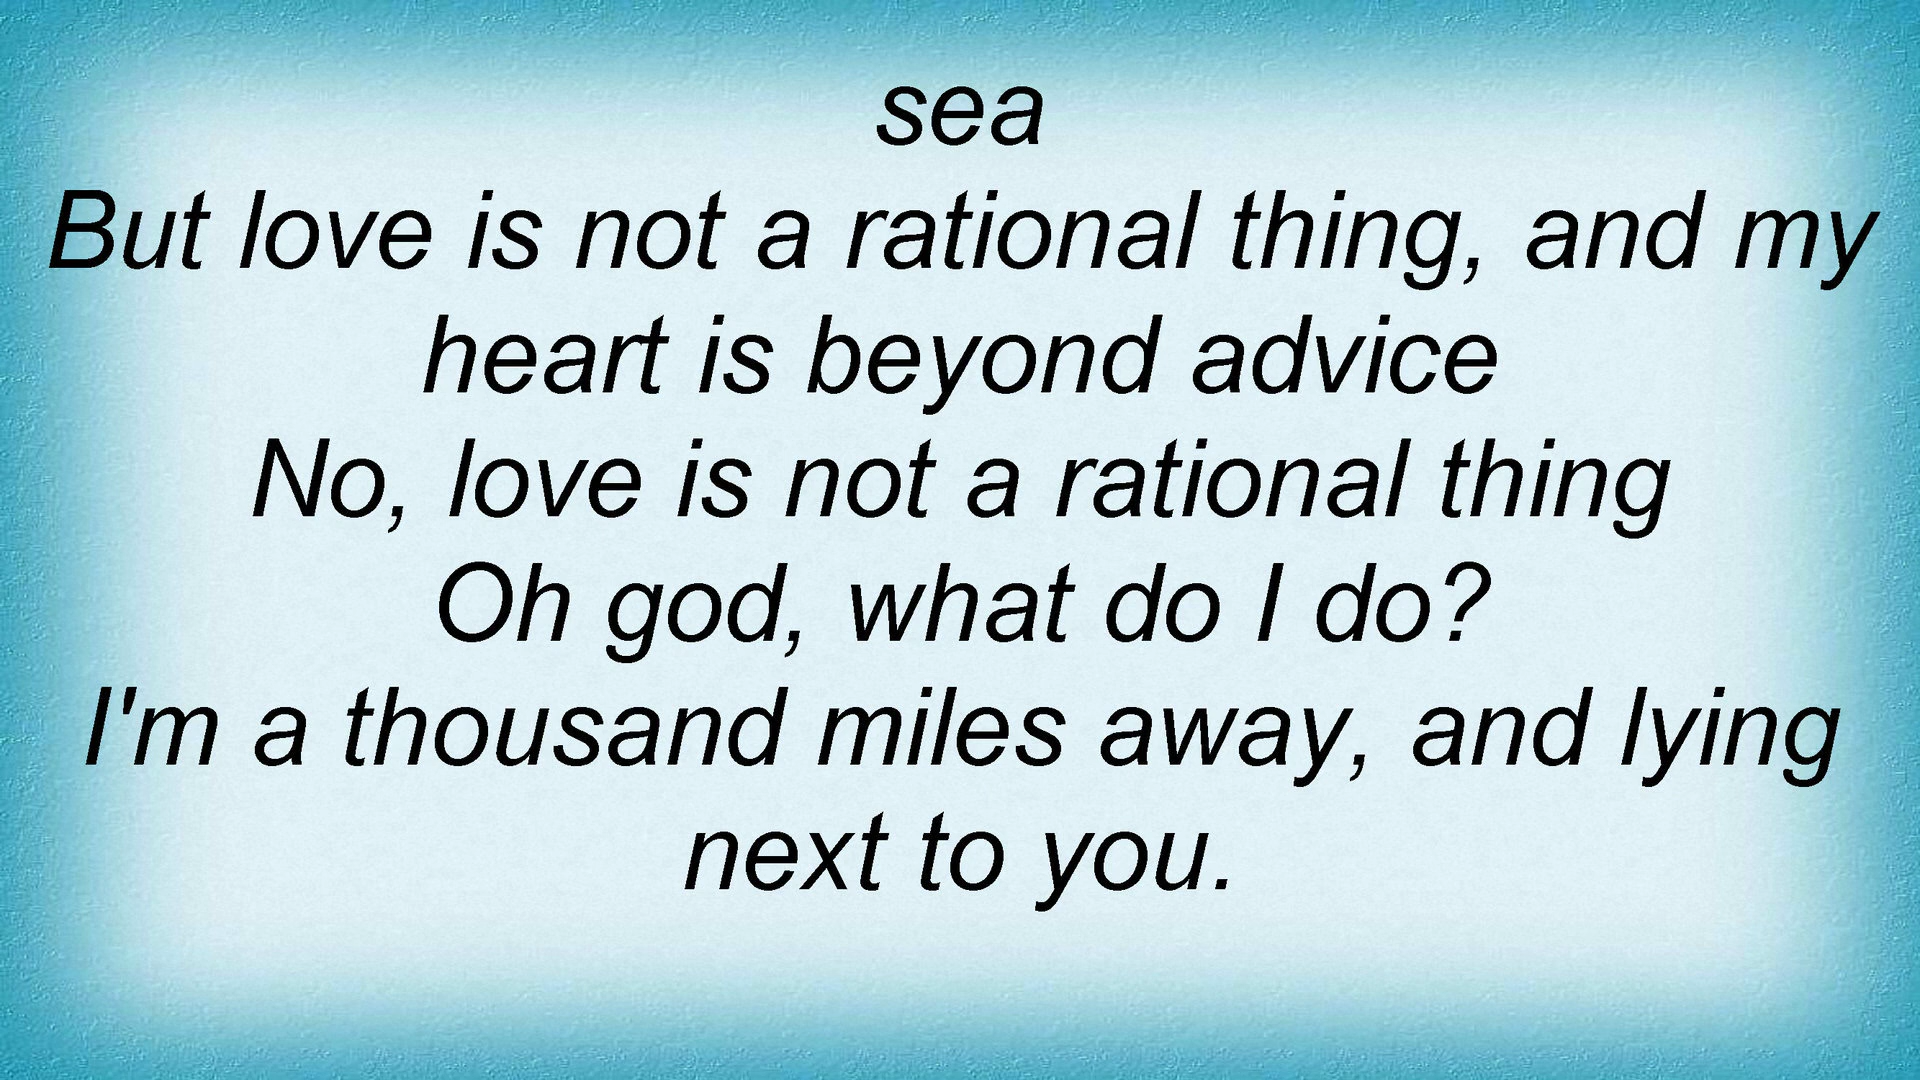 sea
But love is not a rational thing, and my
heart is beyond advice
No, love is not a rational thing
Oh god, what do I do?
I'm a thousand miles away, and lying
next to you.